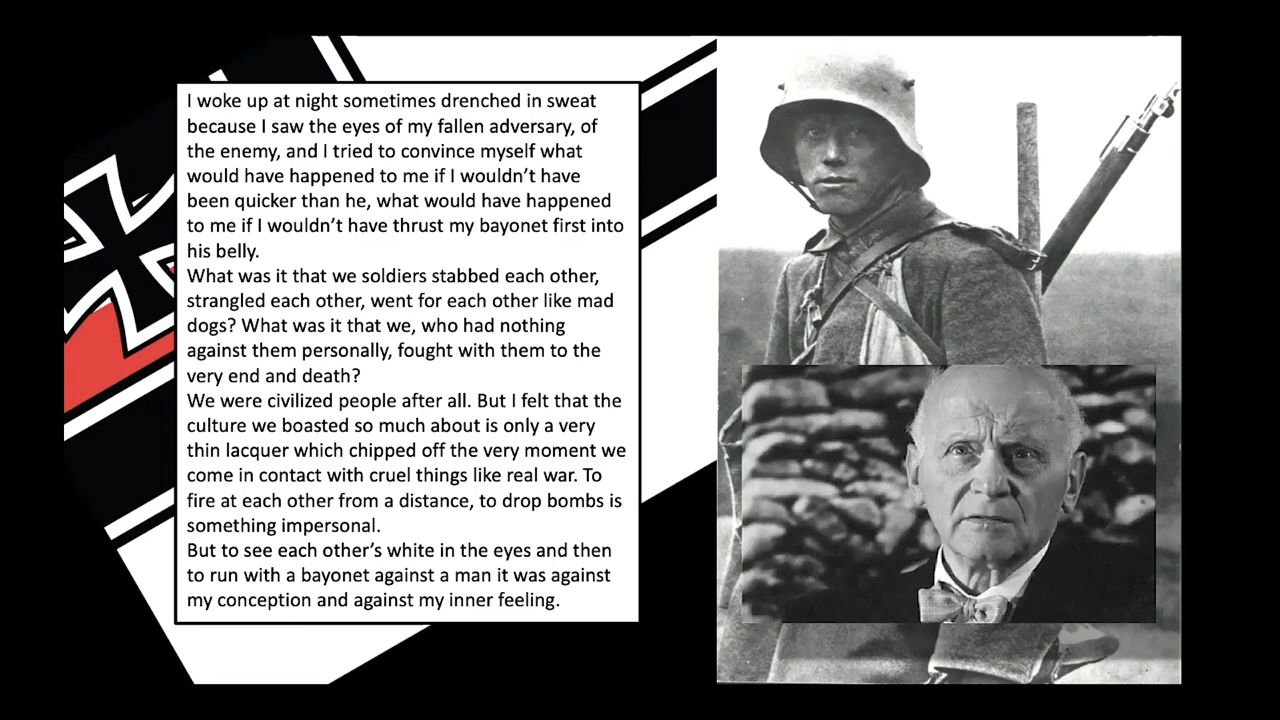 I woke up at night sometimes drenched in sweat
because I saw the eyes of my fallen adversary, of
the enemy, and I tried to convince myself what
would have happened to me if I wouldn't have
been quicker than he, what would have happened
to me if I wouldn't have thrust my bayonet first into
his belly.
What was it that we soldiers stabbed each other,
strangled each other, went for each other like mad
dogs? What was it that we, who had nothing
against them personally, fought with them to the
very end and death?
We were civilized people after all. But I felt that the
culture we boasted so much about is only a very
thin lacquer which chipped off the very moment we
come in contact with cruel things like real war. To
fire at each other from a distance, to drop bombs is
something impersonal.
But to see each other's white in the eyes and then
to run with a bayonet against a man it was against
my conception and against my inner feeling.